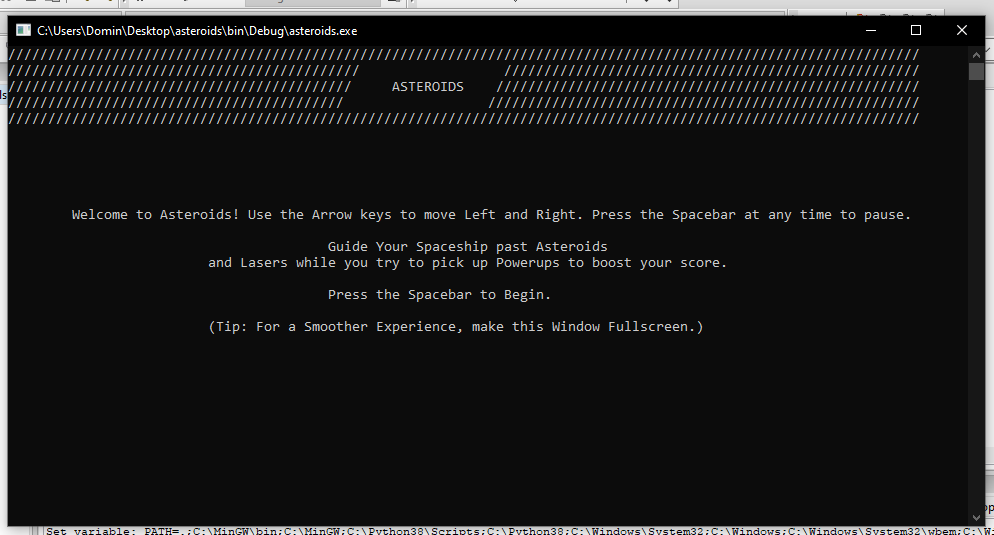 C:\Users\Domin\Desktop\asteroids\bin\Debug\asteroids.exe
//////////////////////////////////////////////////////////////////////////////////////////////////////////////////
////////////////////////////////////////////                  ////////////////////////////////////////////////////
///////////////////////////////////////////     ASTEROIDS    /////////////////////////////////////////////////////
//////////////////////////////////////////                  //////////////////////////////////////////////////////
//////////////////////////////////////////////////////////////////////////////////////////////////////////////////
Welcome to Asteroids! Use the Arrow keys to move Left and Right. Press the Spacebar at any time to pause.
Guide Your Spaceship past Asteroids
and Lasers while you try to pick up Powerups to boost your score.
Press the Spacebar to Begin.
(Tip: For a Smoother Experience, make this Window Fullscreen.)
Set variable: PATH=.;C:\MinGW\bin;C:\MinGW;C:\Python38\Scripts;C:\Python38;C:\Windows\System32;C:\Windows;C:\Windows\System32\wbem;C:\W